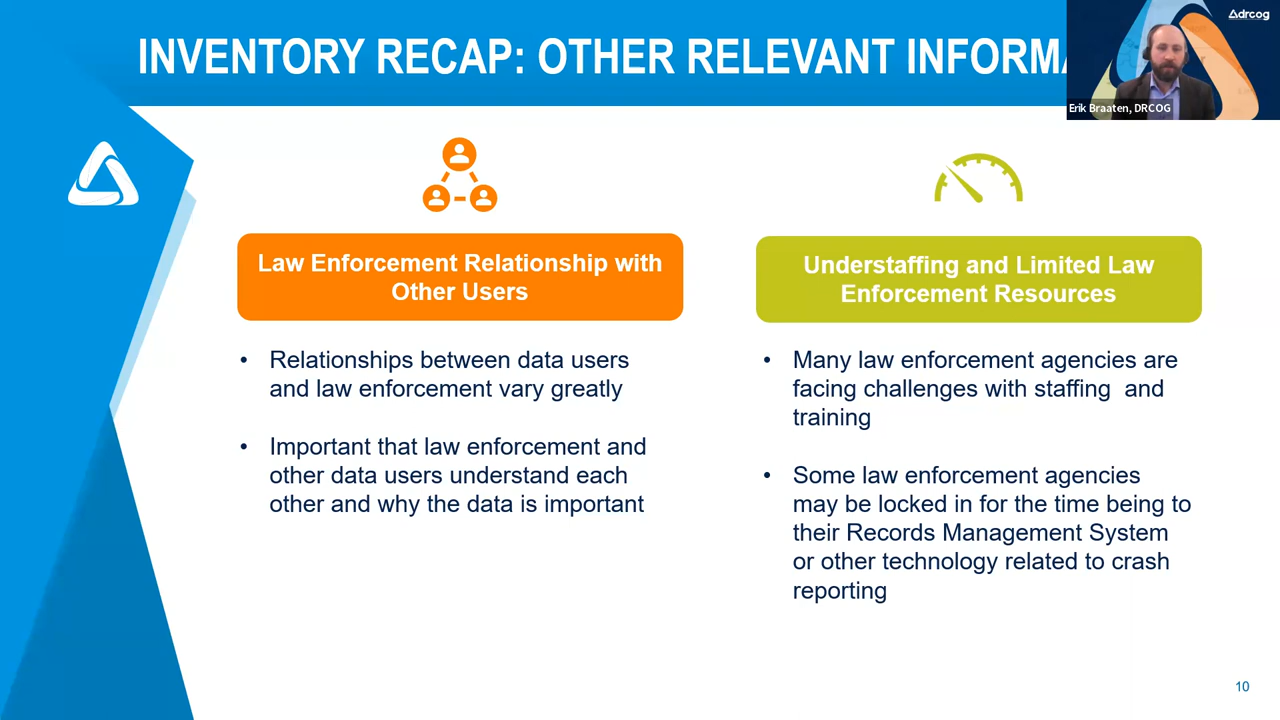 INVENTORY RECAP: OTHER RELEVANT INFORMA
drcog
Erik Braaten, DRCOG
Law Enforcement Relationship with
Other Users
• Relationships between data users
and law enforcement vary greatly
• Important that law enforcement and
other data users understand each
other and why the data is important
Understaffing and Limited Law
Enforcement Resources
• Many law enforcement agencies are
facing challenges with staffing and
training
• Some law enforcement agencies
may be locked in for the time being to
their Records Management System
or other technology related to crash
reporting
10